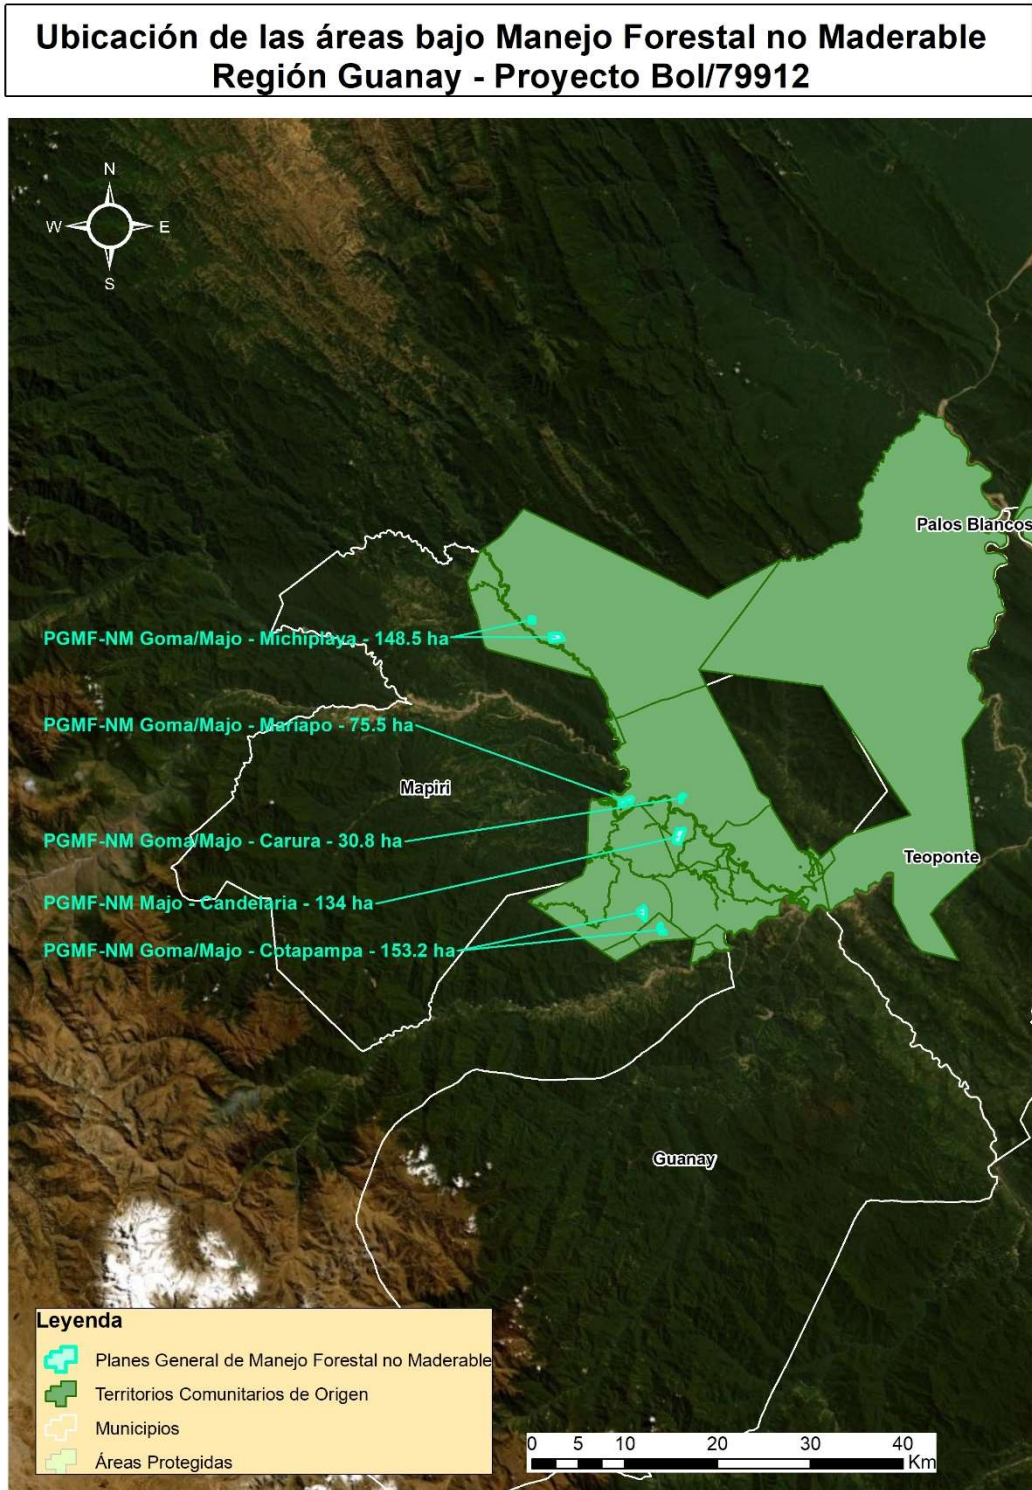 Ubicación de las áreas bajo Manejo Forestal no Maderable
Región Guanay - Proyecto Bol/79912
N
W
E
S
Palos Blancos
PGMF-NM Goma/Majo - Michiplaya - 148.5 ha
PGMF-NM Goma/Majo - Mariapo - 75.5 ha
Mapiri
PGMF-NM Goma/Majo - Carura - 30.8 ha
Teoponte
PGMF-NM Majo - Candelaria - 134 ha
PGMF-NM Goma/Majo - Cotapampa - 153.2 ha
Guanay
Leyenda
Planes General de Manejo Forestal no Maderable
Territorios Comunitarios de Origen
Municipios
Áreas Protegidas
0 5 10 20 30 40
Km